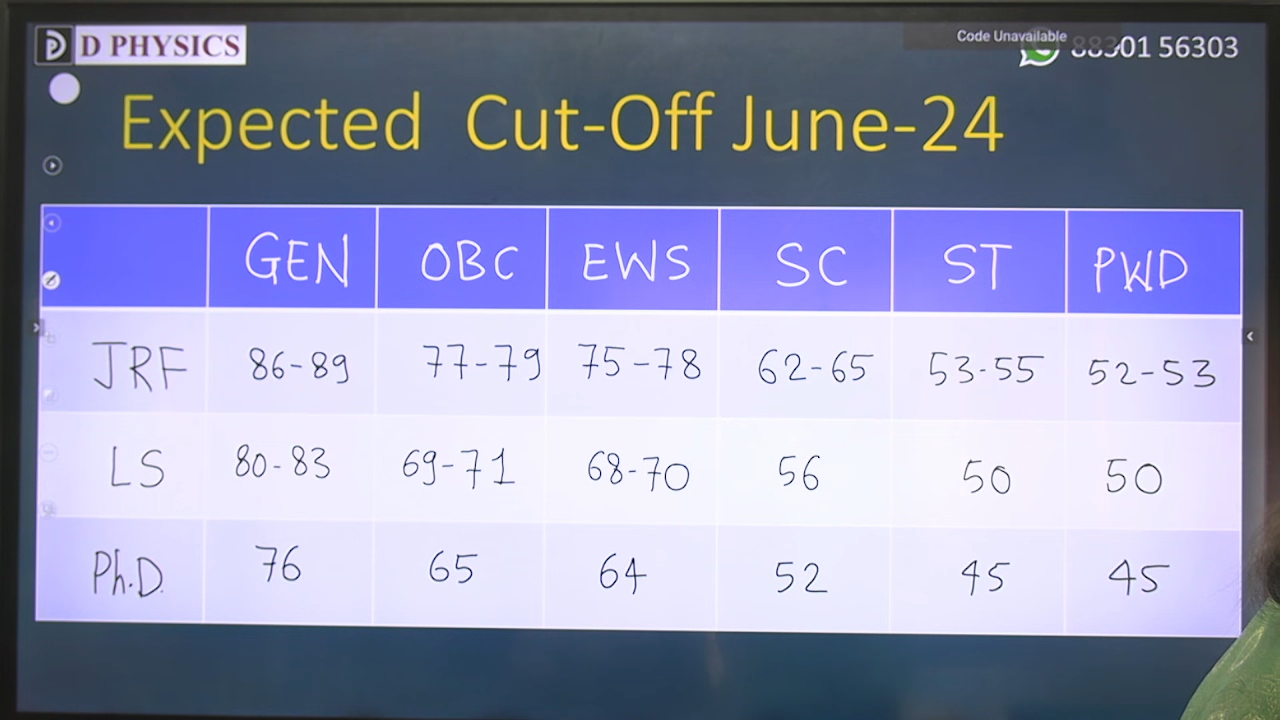 D PHYSICS
Code Unavailable
88301 56303
Expected Cut-Off June-24
GEN OBC EWS SC ST PWD
JRF 86-89 77-79 75-78 62-65 53-55 52-53
LS 80-83 69-71 68-70 56 50 50
Ph.D. 76 65 64 52 45 45